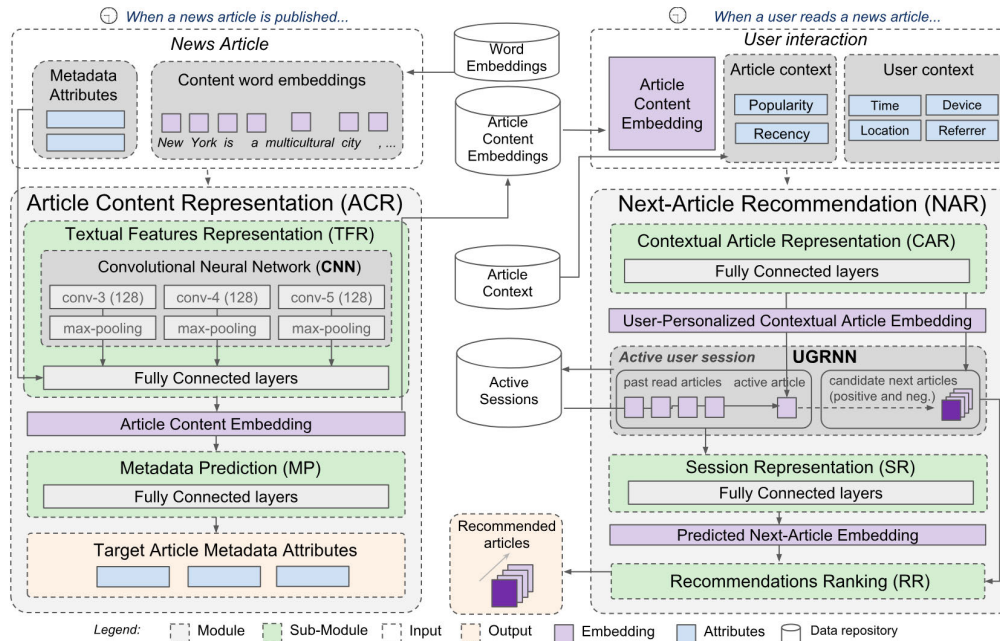 When a news article is published...
News Article
Metadata
Attributes
Content word embeddings
New York is a multicultural city , ...
Article Content Representation (ACR)
Textual Features Representation (TFR)
Convolutional Neural Network (CNN)
conv-3 (128) conv-4 (128) conv-5 (128)
max-pooling max-pooling max-pooling
Fully Connected layers
Article Content Embedding
Metadata Prediction (MP)
Fully Connected layers
Target Article Metadata Attributes
Word
Embeddings
Article
Content
Embeddings
Article
Context
Active
Sessions
Recommended
articles
When a user reads a news article...
User interaction
Article
Content
Embedding
Article context
Popularity
Recency
User context
Time Device
Location Referrer
Next-Article Recommendation (NAR)
Contextual Article Representation (CAR)
Fully Connected layers
User-Personalized Contextual Article Embedding
Active user session UGRNN
past read articles active article
candidate next articles
(positive and neg.)
Session Representation (SR)
Fully Connected layers
Predicted Next-Article Embedding
Recommendations Ranking (RR)
Legend: Module Sub-Module Input Output Embedding Attributes Data repository